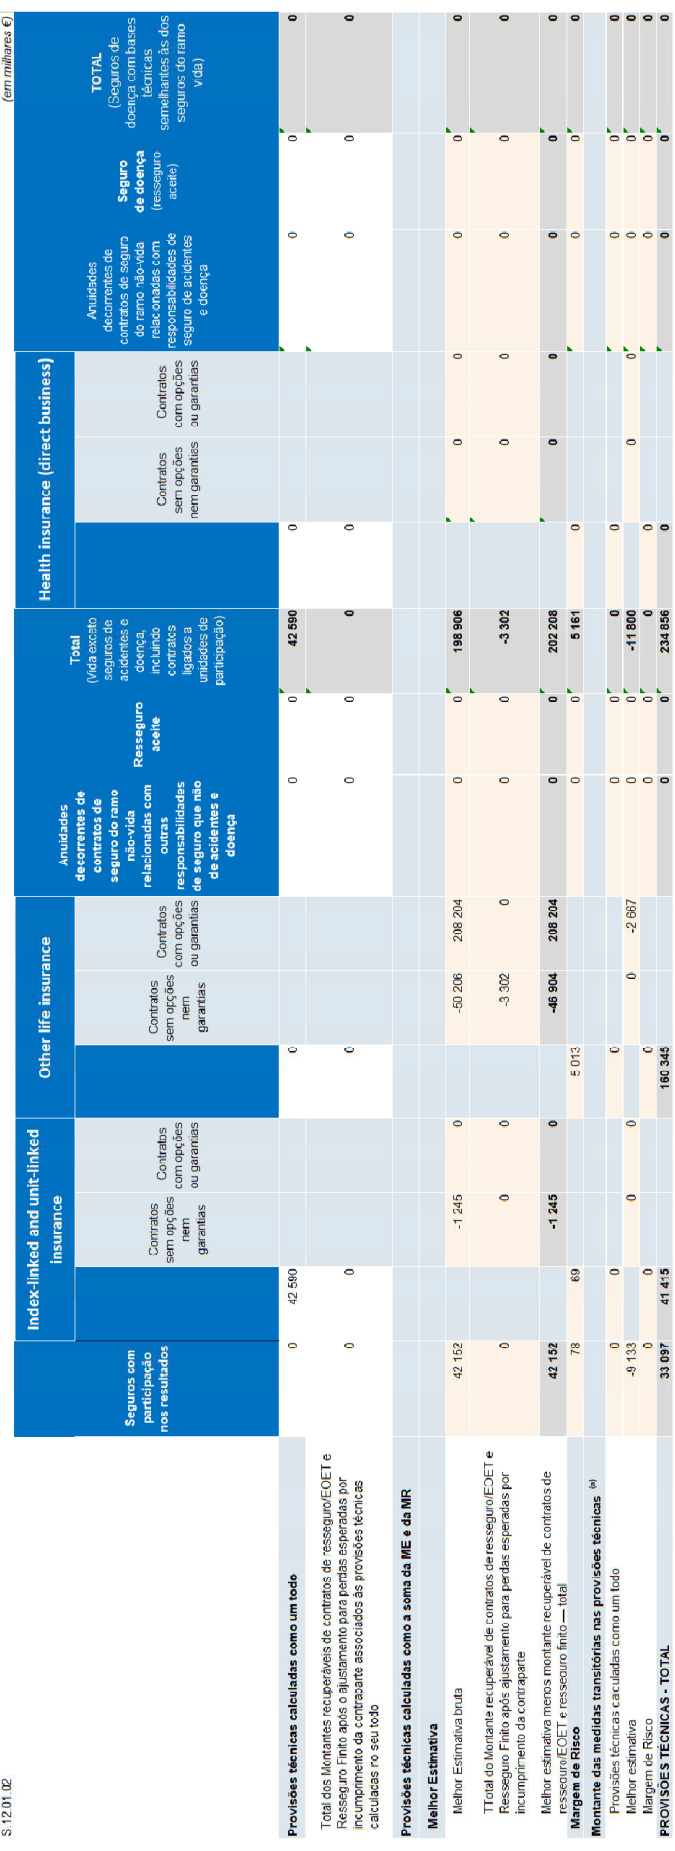 S.12.01.02
(em milhares €)
Seguros com
participação
nos resultados
Index-linked and unit-linked
insurance
Contratos
sem opções
nem
garantias
Contratos
com opções
ou garantias
Other life insurance
Contratos
sem opções
nem
garantias
Contratos
com opções
ou garantias
Anuidades
decorrentes de
contratos de
seguro do ramo
não-vida
relacionadas com
outras
responsabilidades
de seguro que não
de acidentes e
doença
Resseguro
aceite
Total
(Vida exceto
seguros de
acidentes e
doença,
incluindo
contratos
ligados a
unidades de
participação)
Health insurance (direct business)
Contratos
sem opções
nem garantias
Contratos
com opções
ou garantias
Anuidades
decorrentes de
contratos de seguro
do ramo não-vida
relacionadas com
responsabilidades de
seguro de acidentes
e doença
Seguro
de doença
(resseguro
aceite)
TOTAL
(Seguros de
doença com bases
técnicas
semelhantes às dos
seguros do ramo
vida)
Provisões técnicas calculadas como um todo 0 42 590 0 0 0 42 590 0 0 0 0
Total dos Montantes recuperáveis de contratos de resseguro/EOET e
Resseguro Finito após o ajustamento para perdas esperadas por
incumprimento da contraparte associados às provisões técnicas
calculadas no seu todo
0 0 0 0 0 0 0 0 0 0
Provisões técnicas calculadas como a soma da ME e da MR
Melhor Estimativa
Melhor Estimativa bruta 42 152 -1 245 0 -50 206 208 204 0 0 198 906 0 0 0 0 0
TTotal do Montante recuperável de contratos de resseguro/EOET e
Resseguro Finito após ajustamento para perdas esperadas por
incumprimento da contraparte
0 0 0 -3 302 0 0 0 -3 302 0 0 0 0 0
Melhor estimativa menos montante recuperável de contratos de
resseguro/EOET e resseguro finito — total
42 152 -1 245 0 -46 904 208 204 0 0 202 208 0 0 0 0 0
Margem de Risco 78 69 5 013 0 0 5 161 0 0 0 0
Montante das medidas transitórias nas provisões técnicas (a)
Provisões técnicas calculadas como um todo 0 0 0 0 0 0 0 0 0 0
Melhor estimativa -9 133 0 0 0 -2 667 0 0 -11 800 0 0 0 0 0
Margem de Risco 0 0 0 0 0 0 0 0 0 0
PROVISÕES TÉCNICAS - TOTAL 33 097 41 415 160 345 0 0 234 856 0 0 0 0